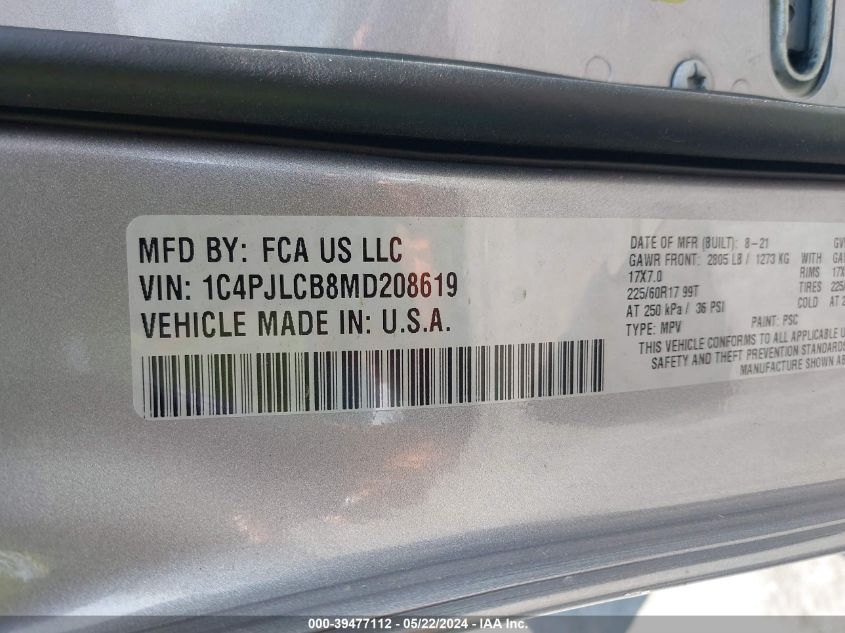 MFD BY: FCA US LLC
VIN: 1C4PJLCB8MD208619
VEHICLE MADE IN: U.S.A.
DATE OF MFR (BUILT): 8-21
GAWR FRONT: 2805 LB / 1273 KG
17X7.0
225/60R17 99T
AT 250 kPa / 36 PSI
TYPE: MPV
PAINT: PSC
THIS VEHICLE CONFORMS TO ALL APPLICABLE
SAFETY AND THEFT PREVENTION STANDARDS
MANUFACTURE SHOWN
WITH
RIMS
TIRES
COLD
000-39477112 - 05/22/2024 - IAA Inc.